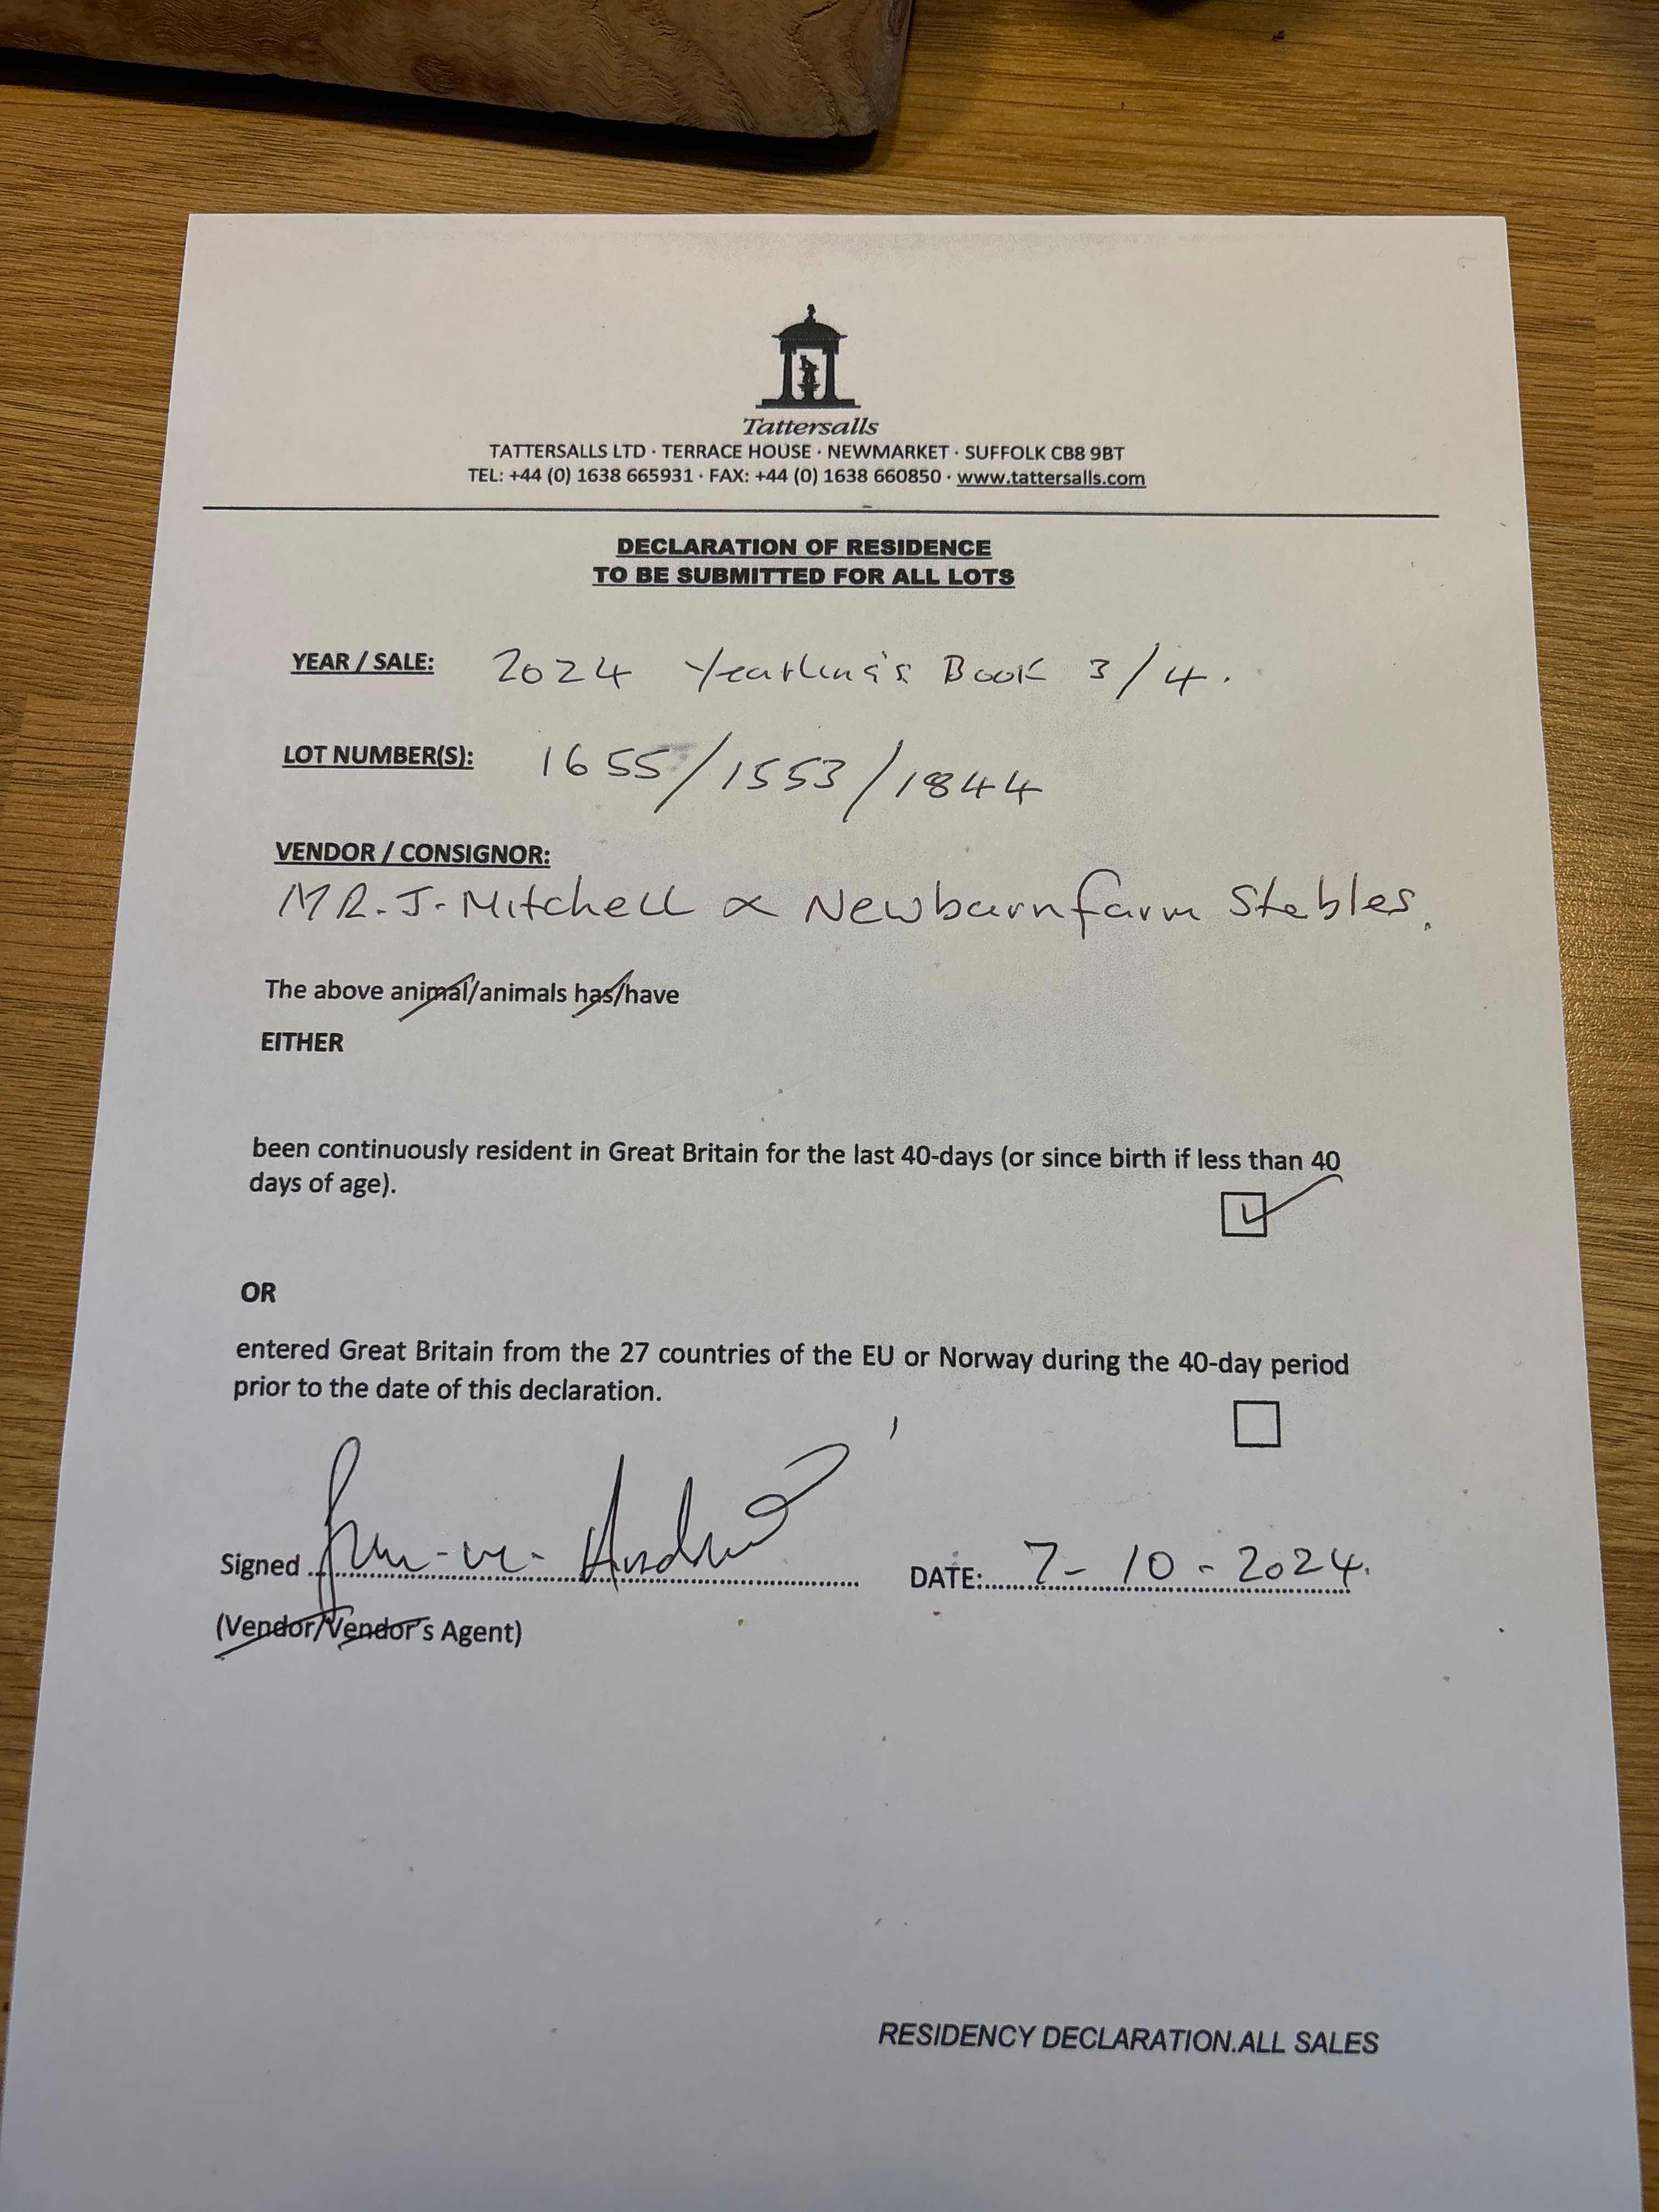 Tattersalls
TATTERSALLS LTD · TERRACE HOUSE · NEWMARKET · SUFFOLK CB8 9BT
TEL: +44 (0) 1638 665931 · FAX: +44 (0) 1638 660850 · www.tattersalls.com
DECLARATION OF RESIDENCE
TO BE SUBMITTED FOR ALL LOTS
YEAR / SALE: 2024 Yearling's Book 3/4.
LOT NUMBER(S): 1655/1553/1844
VENDOR / CONSIGNOR:
MR. J. Mitchell & Newburnfarm Stables.
The above animal/animals has/have
EITHER
been continuously resident in Great Britain for the last 40-days (or since birth if less than 40
days of age).
OR
entered Great Britain from the 27 countries of the EU or Norway during the 40-day period
prior to the date of this declaration.
Signed DATE: 7-10-2024.
(Vendor/Vendor's Agent)
RESIDENCY DECLARATION.ALL SALES